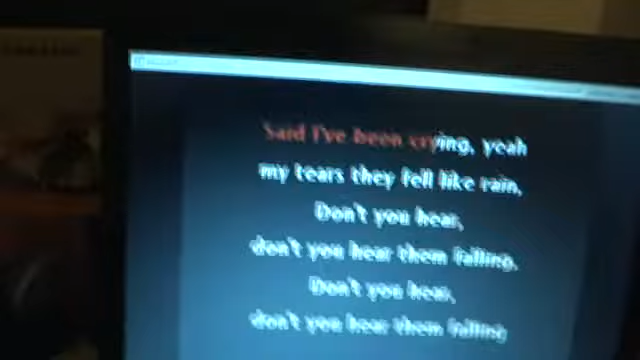 Said I've been crying, yeah
my tears they fell like rain,
Don't you hear,
don't you hear them falling,
Don't you hear,
don't you hear them falling